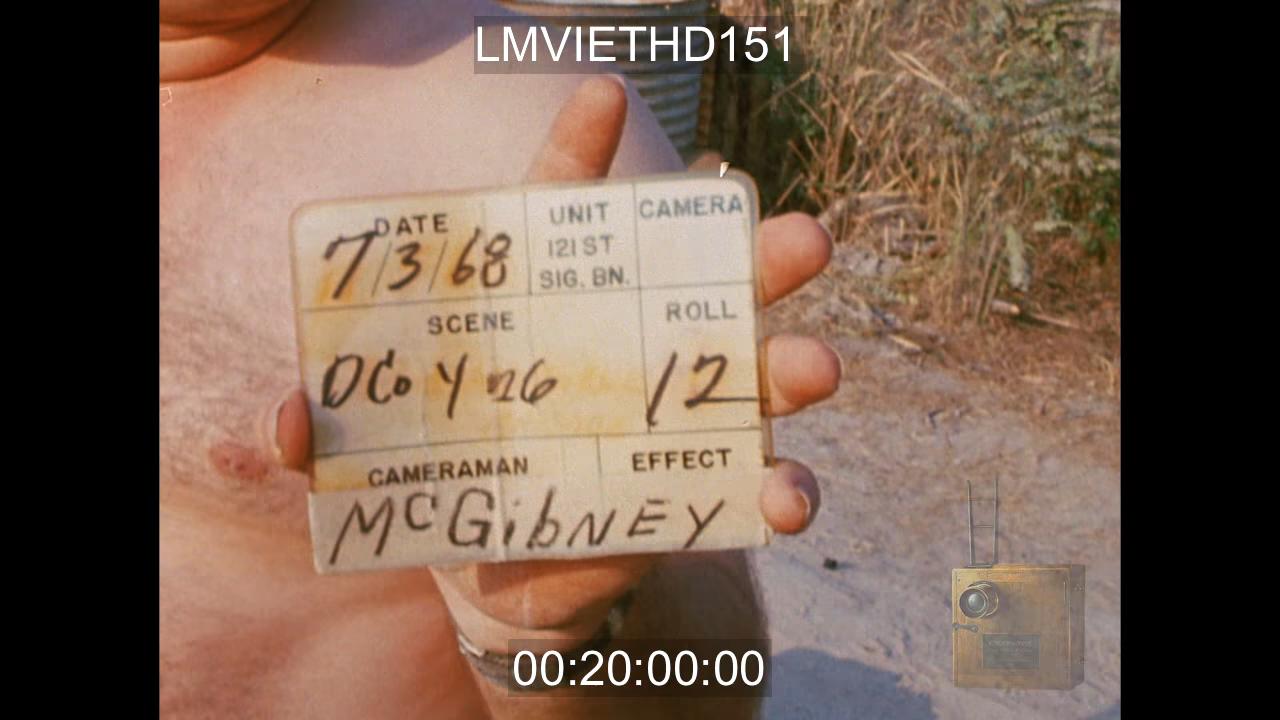 LMVIETHD151
DATE
7/3/68
UNIT
121 ST
SIG. BN.
CAMERA
SCENE
DCo 4
ROLL
12
CAMERAMAN
McGibNEY
EFFECT
00:20:00:00